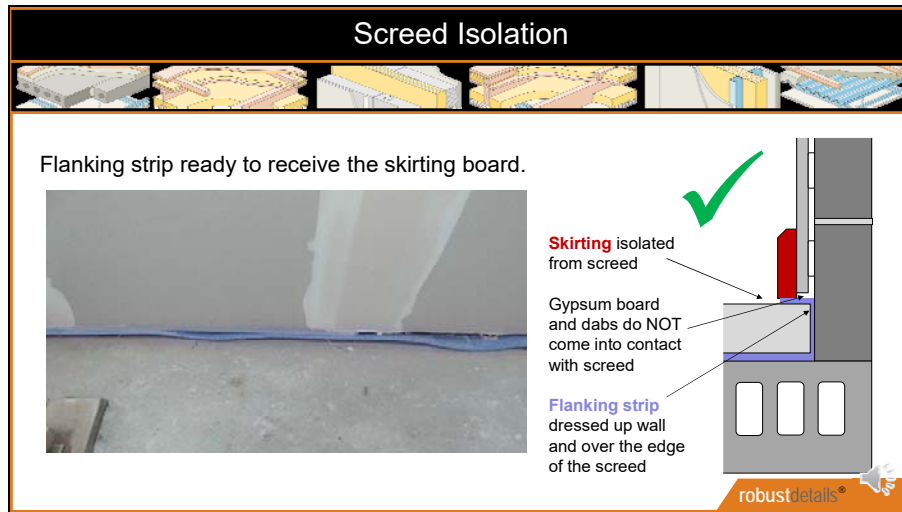 Screed Isolation
Flanking strip ready to receive the skirting board.
Skirting isolated
from screed
Gypsum board
and dabs do NOT
come into contact
with screed
Flanking strip
dressed up wall
and over the edge
of the screed
robustdetails®